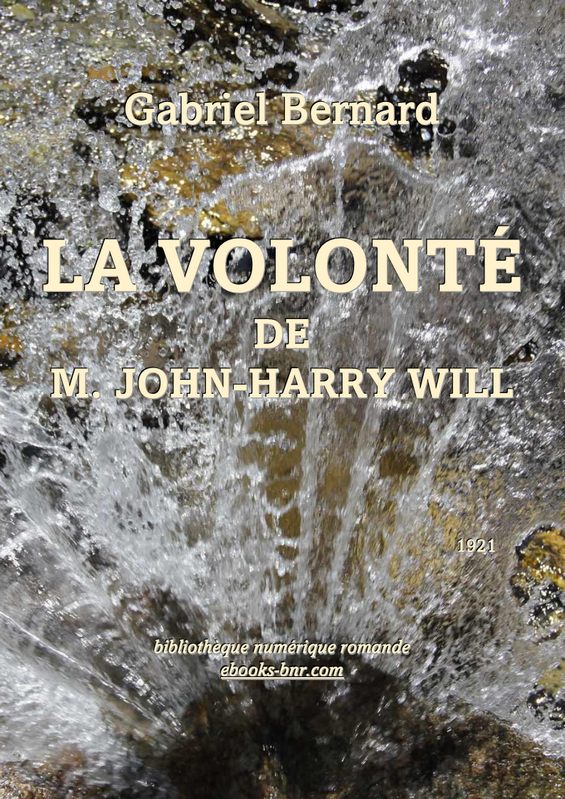 Gabriel Bernard
LA VOLONTÉ
DE
M. JOHN-HARRY WILL
1921
bibliothèque numérique romande
ebooks-bnr.com